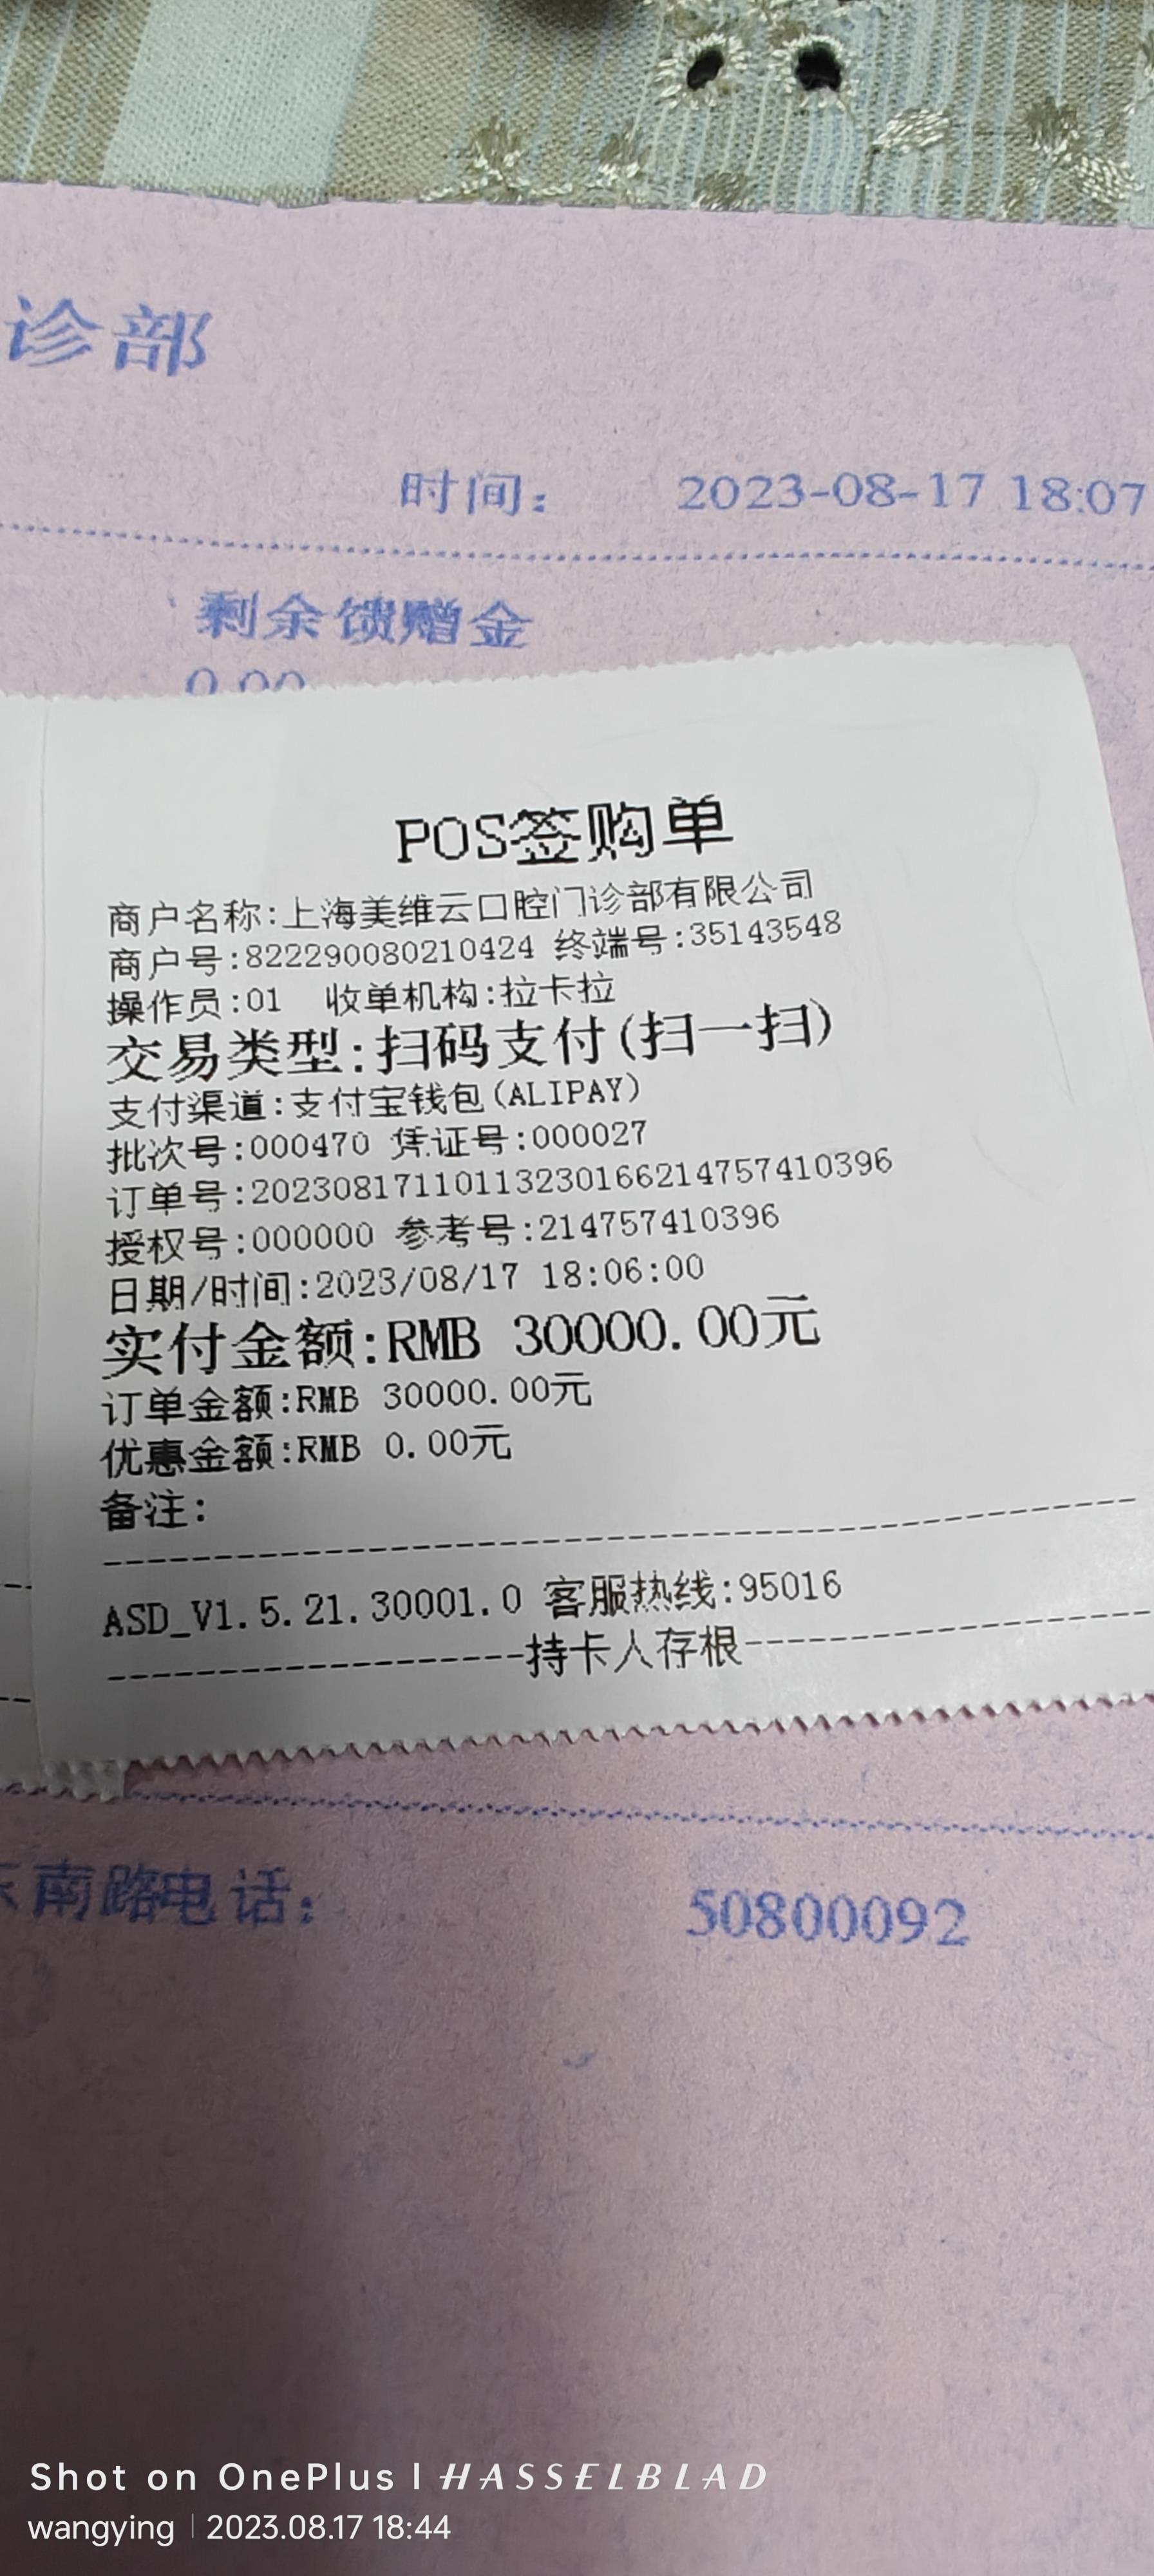 诊部
时间: 2023-08-17 18:07
剩余馈赠金
0.00
POS签购单
商户名称:上海美维云口腔门诊部有限公司
商户号:822290080210424 终端号:35143548
操作员:01 收单机构:拉卡拉
交易类型:扫码支付(扫一扫)
支付渠道:支付宝钱包(ALIPAY)
批次号:000470 凭证号:000027
订单号:20230817110113230166214757410396
授权号:000000 参考号:214757410396
日期/时间:2023/08/17 18:06:00
实付金额:RMB 30000.00元
订单金额:RMB 30000.00元
优惠金额:RMB 0.00元
备注:
ASD_V1.5.21.30001.0 客服热线:95016
持卡人存根
南路电话: 50800092
Shot on OnePlus | HASSELBLAD
wangying | 2023.08.17 18:44